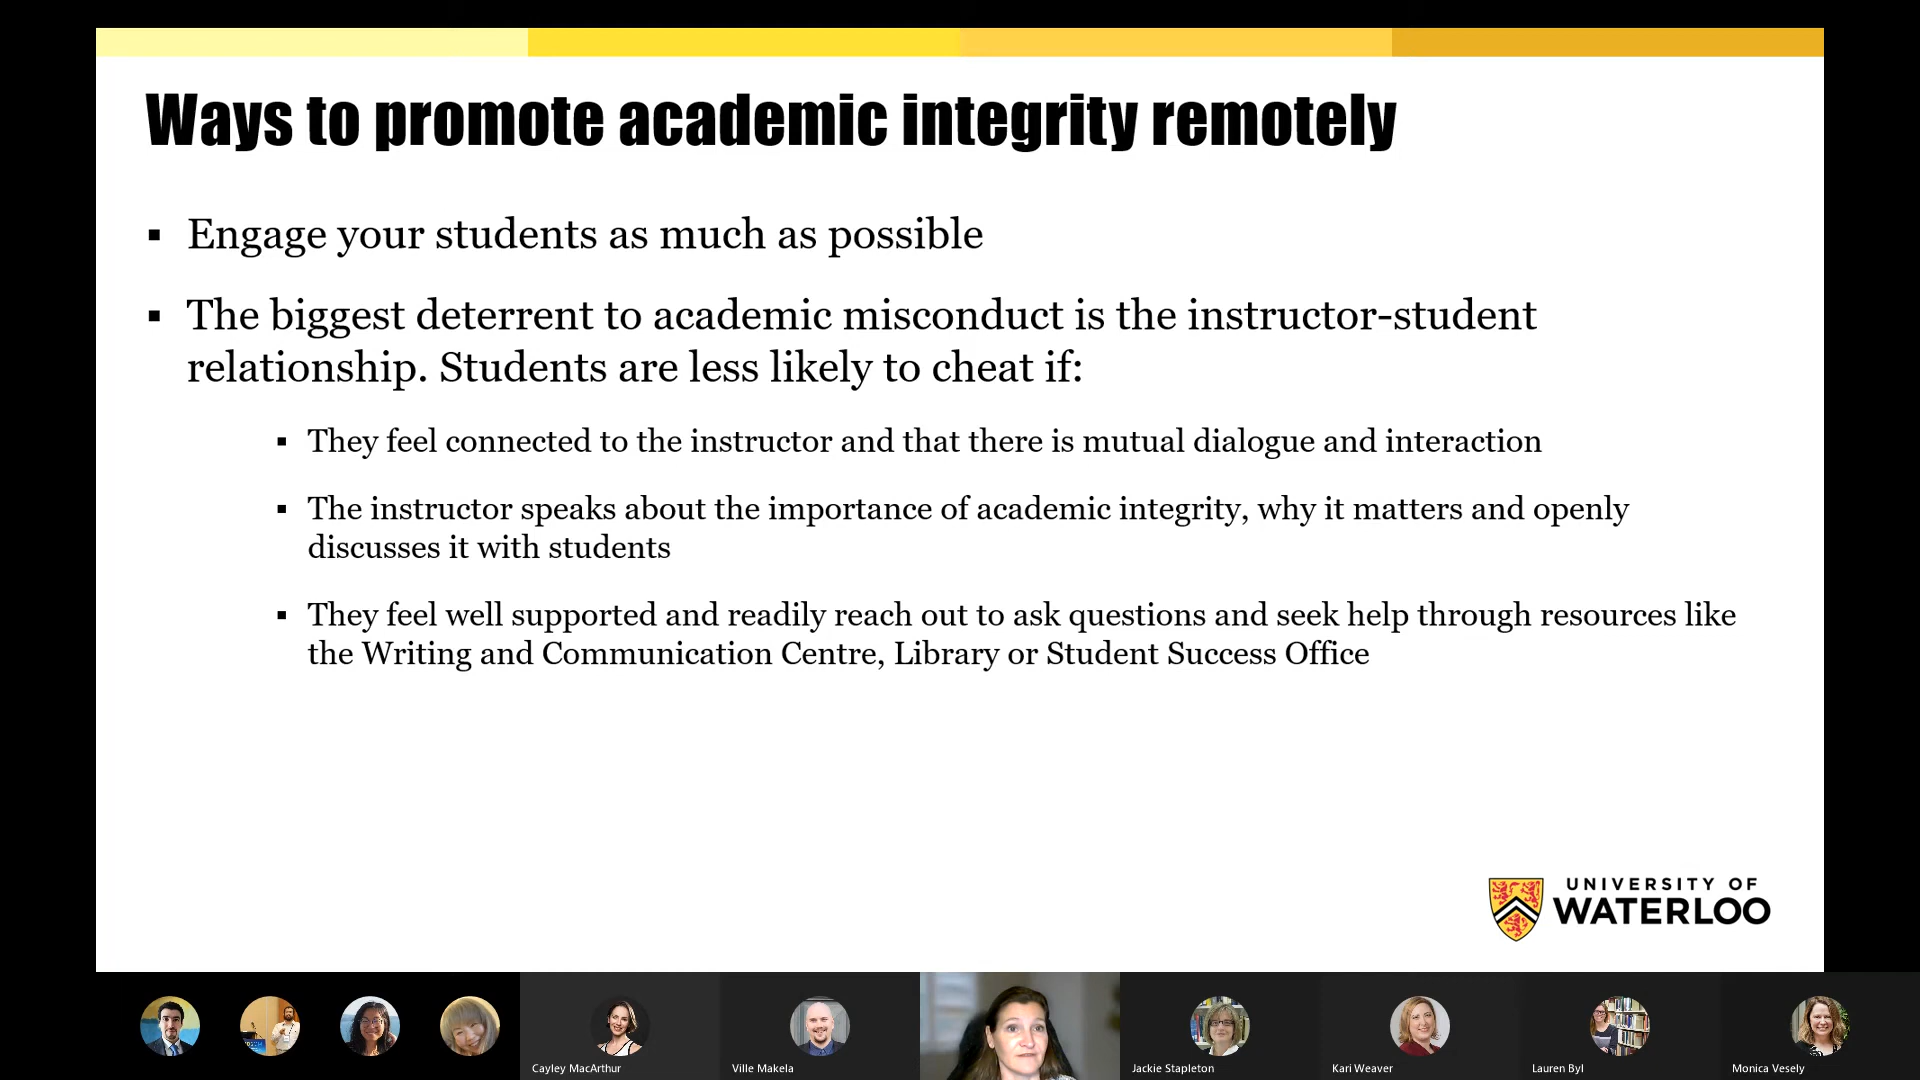 Ways to promote academic integrity remotely
▪ Engage your students as much as possible
▪ The biggest deterrent to academic misconduct is the instructor-student
relationship. Students are less likely to cheat if:
▪ They feel connected to the instructor and that there is mutual dialogue and interaction
▪ The instructor speaks about the importance of academic integrity, why it matters and openly
discusses it with students
▪ They feel well supported and readily reach out to ask questions and seek help through resources like
the Writing and Communication Centre, Library or Student Success Office
UNIVERSITY OF
WATERLOO
Cayley MacArthur
Ville Makela
Jackie Stapleton
Kari Weaver
Lauren Byl
Monica Vesely